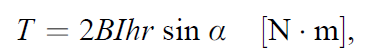 T = 2BIhr sin α [N · m],